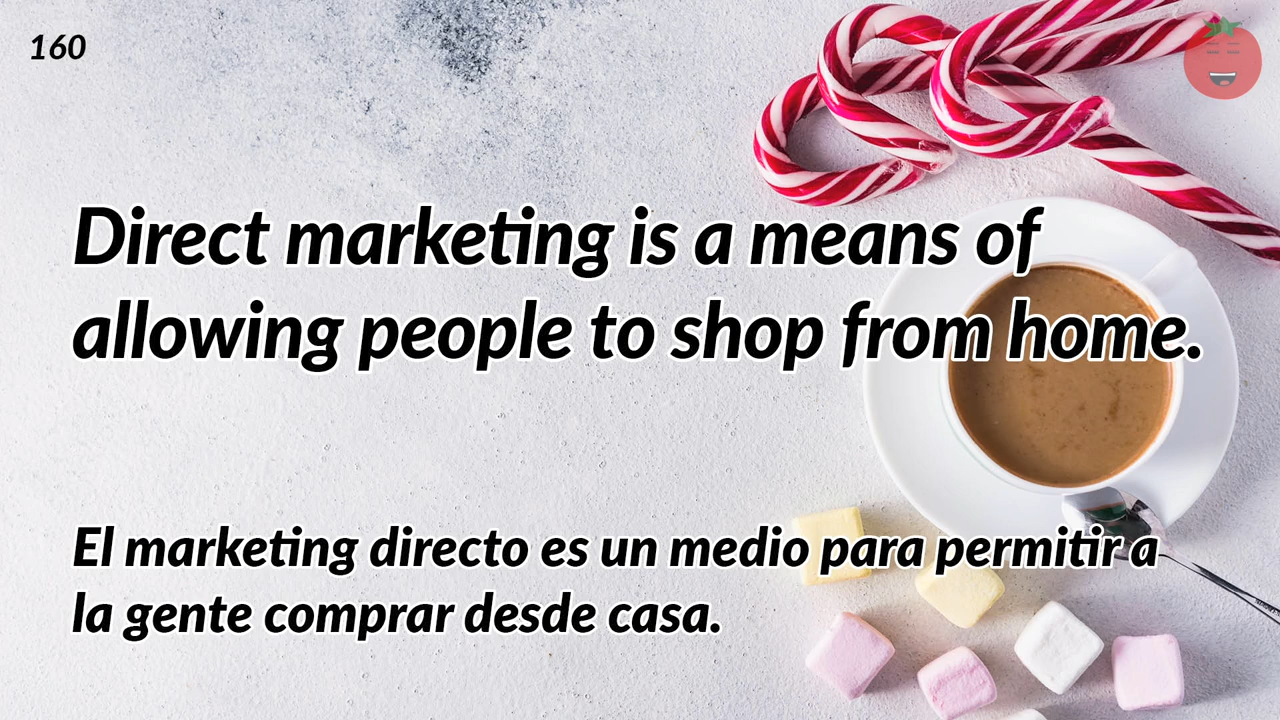 160
Direct marketing is a means of
allowing people to shop from home.
El marketing directo es un medio para permitir a
la gente comprar desde casa.